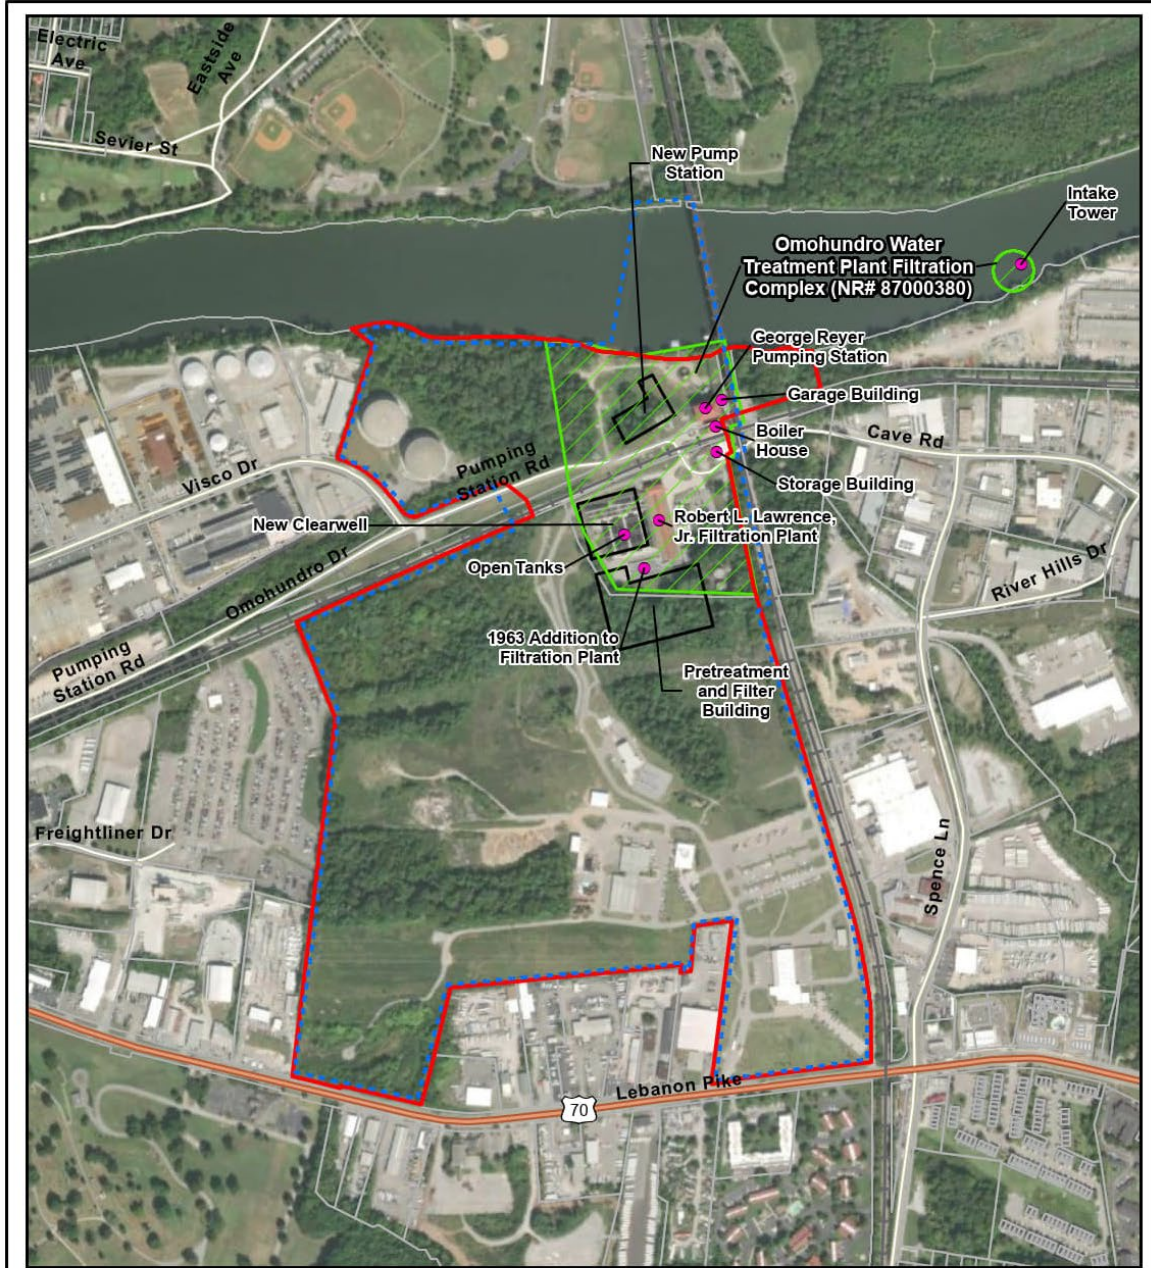 Electric
Ave
Eastside
Ave
Sevier St
New Pump
Station
Intake
Tower
Omohundro Water
Treatment Plant Filtration
Complex (NR# 87000380)
George Reyer
Pumping Station
Garage Building
Boiler
House
Cave Rd
Storage Building
Visco Dr
Pumping
Station Rd
New Clearwell
Robert L. Lawrence,
Jr. Filtration Plant
Open Tanks
Omohundro Dr
River Hills Dr
1963 Addition to
Filtration Plant
Pumping
Station Rd
Pretreatment
and Filter
Building
Freightliner Dr
Spence Ln
Lebanon Pike
70